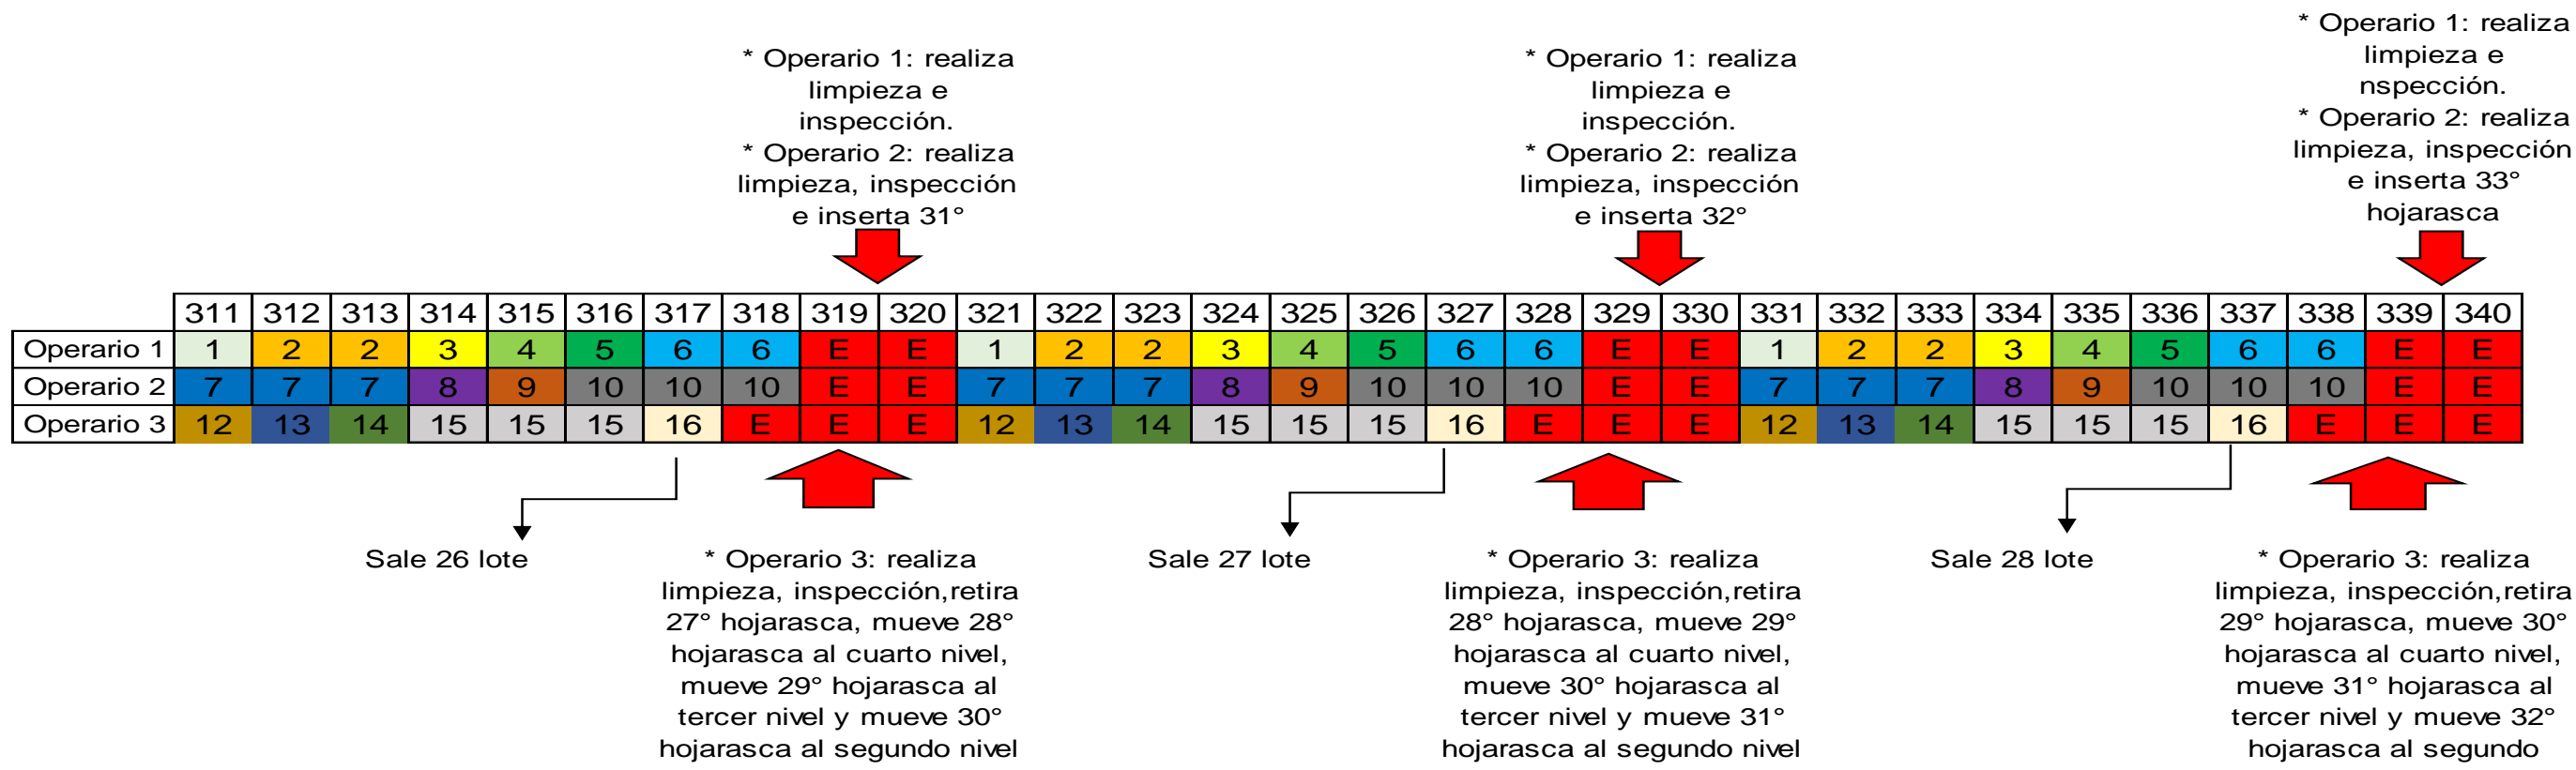 * Operario 1: realiza
limpieza e
inspección.
* Operario 2: realiza
limpieza, inspección
e inserta 31°
* Operario 1: realiza
limpieza e
inspección.
* Operario 2: realiza
limpieza, inspección
e inserta 32°
* Operario 1: realiza
limpieza e
nspección.
* Operario 2: realiza
limpieza, inspección
e inserta 33°
hojarasca
311 312 313 314 315 316 317 318 319 320 321 322 323 324 325 326 327 328 329 330 331 332 333 334 335 336 337 338 339 340
Operario 1 1 2 2 3 4 5 6 6 E E 1 2 2 3 4 5 6 6 E E 1 2 2 3 4 5 6 6 E E
Operario 2 7 7 7 8 9 10 10 10 E E 7 7 7 8 9 10 10 10 E E 7 7 7 8 9 10 10 10 E E
Operario 3 12 13 14 15 15 15 16 E E E 12 13 14 15 15 15 16 E E E 12 13 14 15 15 15 16 E E E
Sale 26 lote
* Operario 3: realiza
limpieza, inspección,retira
27° hojarasca, mueve 28°
hojarasca al cuarto nivel,
mueve 29° hojarasca al
tercer nivel y mueve 30°
hojarasca al segundo nivel
Sale 27 lote
* Operario 3: realiza
limpieza, inspección,retira
28° hojarasca, mueve 29°
hojarasca al cuarto nivel,
mueve 30° hojarasca al
tercer nivel y mueve 31°
hojarasca al segundo nivel
Sale 28 lote
* Operario 3: realiza
limpieza, inspección,retira
29° hojarasca, mueve 30°
hojarasca al cuarto nivel,
mueve 31° hojarasca al
tercer nivel y mueve 32°
hojarasca al segundo